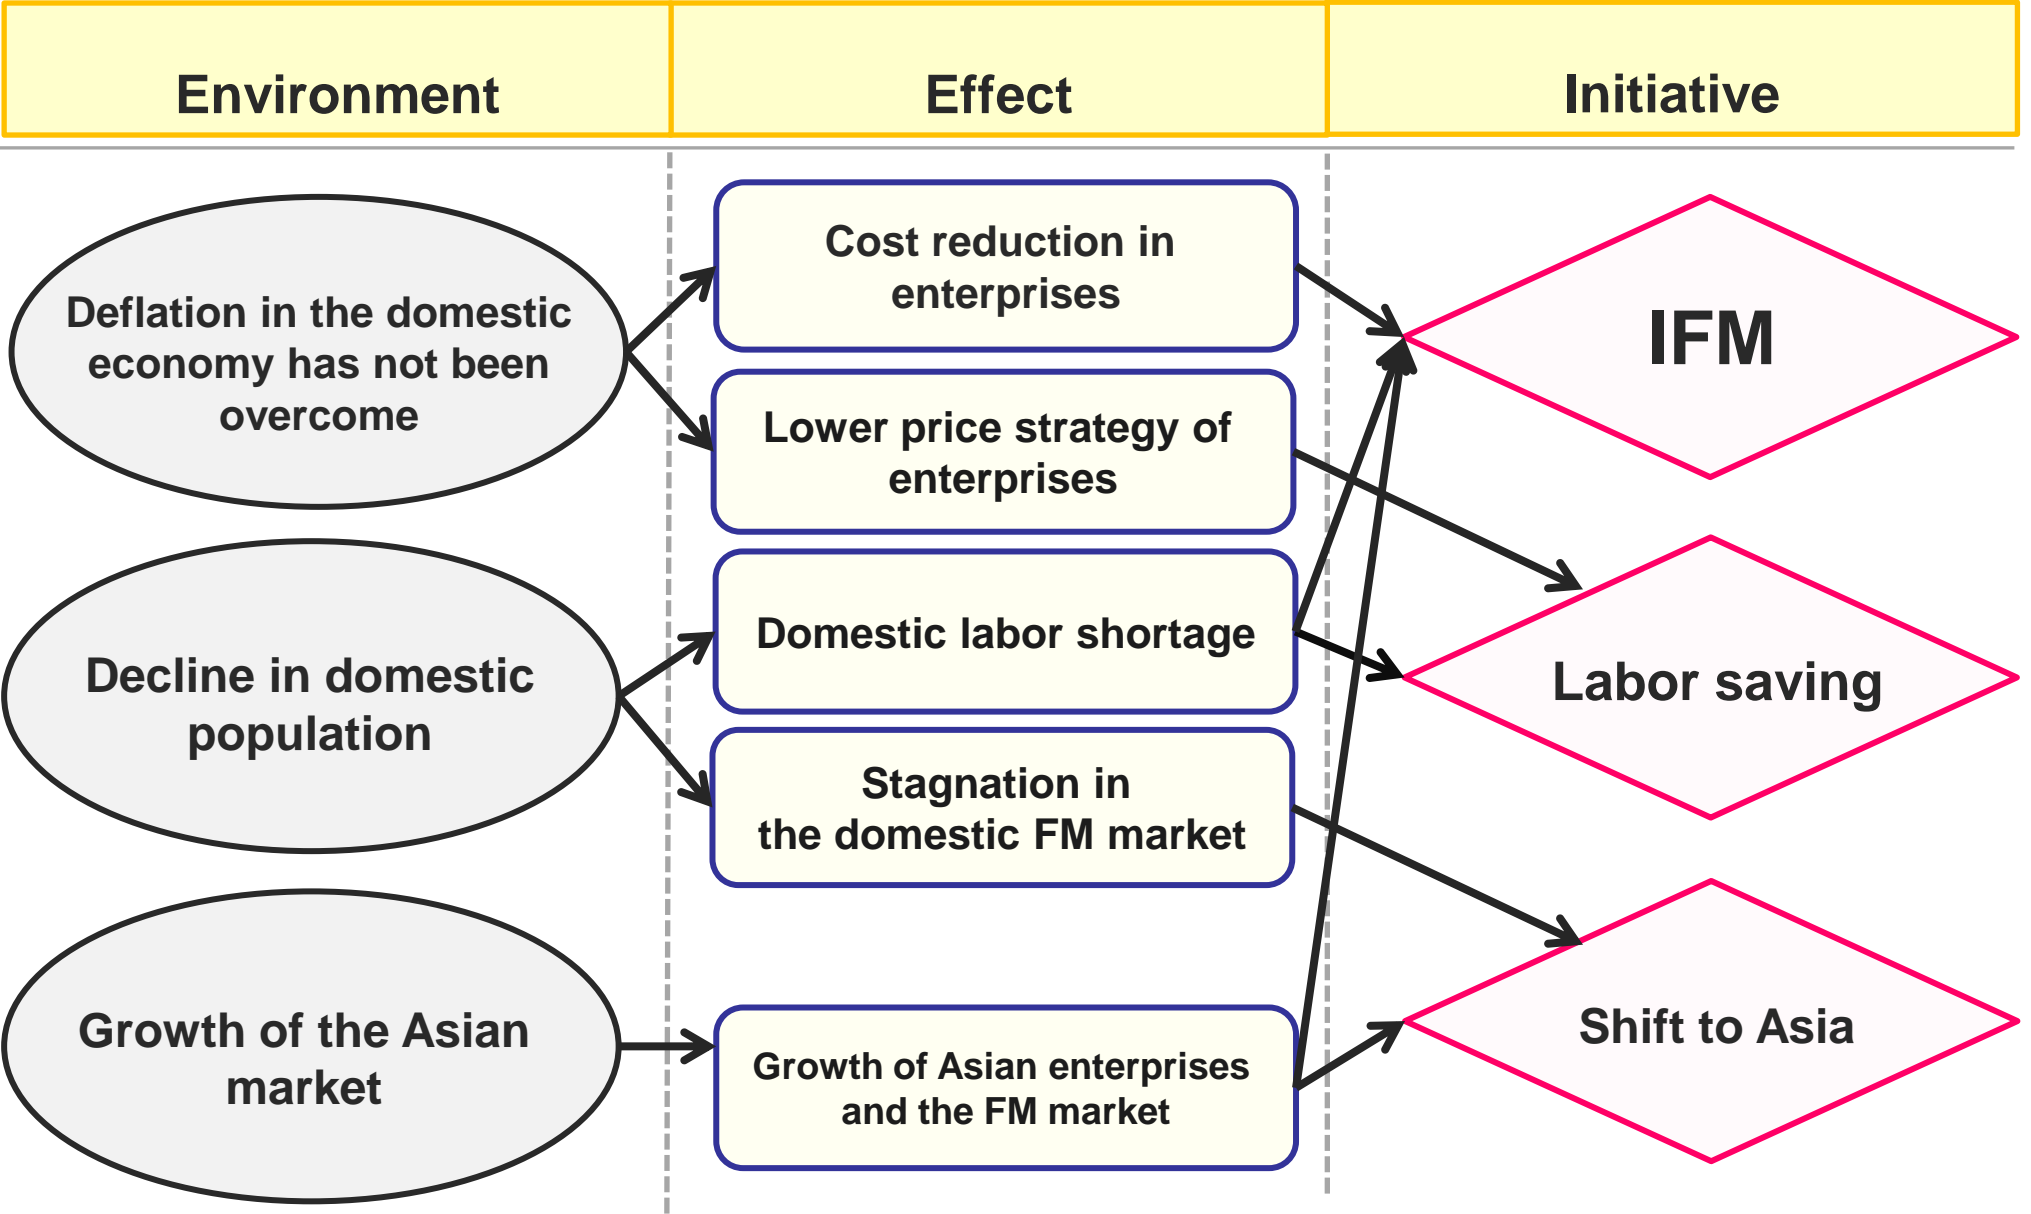 Environment
Effect
Initiative
Deflation in the domestic
economy has not been
overcome
Decline in domestic
population
Growth of the Asian
market
Cost reduction in
enterprises
Lower price strategy of
enterprises
Domestic labor shortage
Stagnation in
the domestic FM market
Growth of Asian enterprises
and the FM market
IFM
Labor saving
Shift to Asia